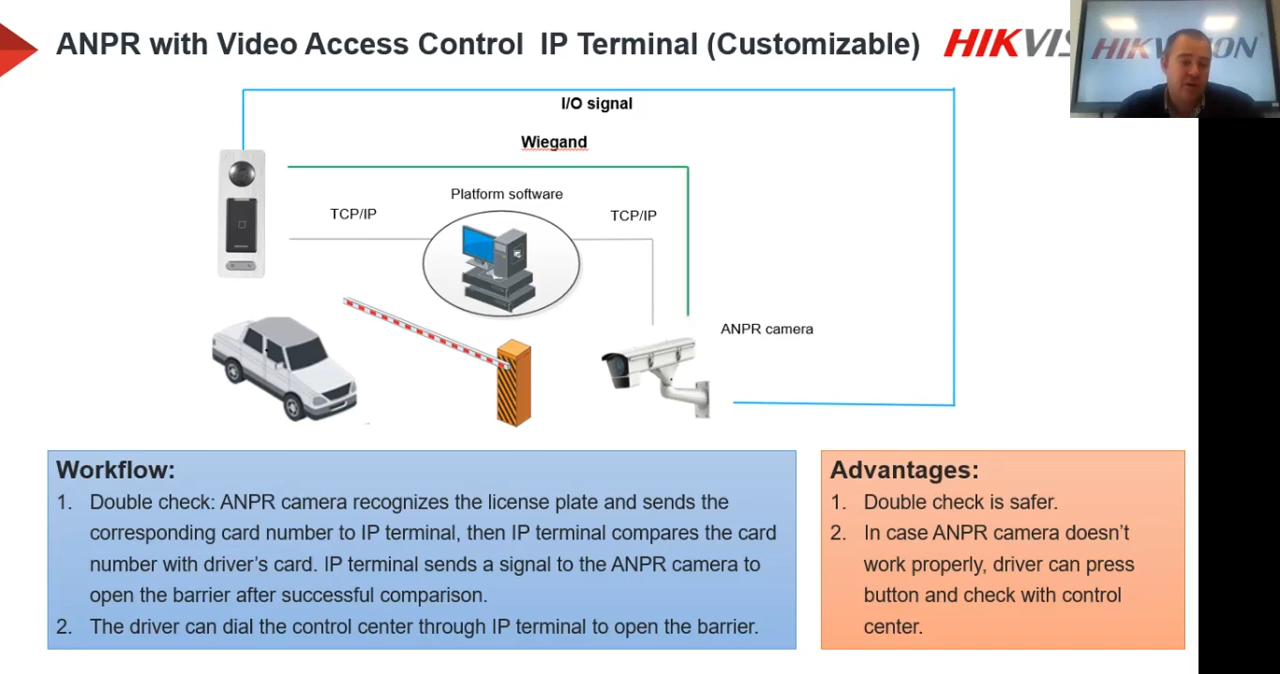 ANPR with Video Access Control IP Terminal (Customizable)
HIKVIS
HIKVISION
I/O signal
Wiegand
Platform software
TCP/IP
TCP/IP
ANPR camera
Workflow:
1. Double check: ANPR camera recognizes the license plate and sends the
corresponding card number to IP terminal, then IP terminal compares the card
number with driver’s card. IP terminal sends a signal to the ANPR camera to
open the barrier after successful comparison.
2. The driver can dial the control center through IP terminal to open the barrier.
Advantages:
1. Double check is safer.
2. In case ANPR camera doesn’t
work properly, driver can press
button and check with control
center.